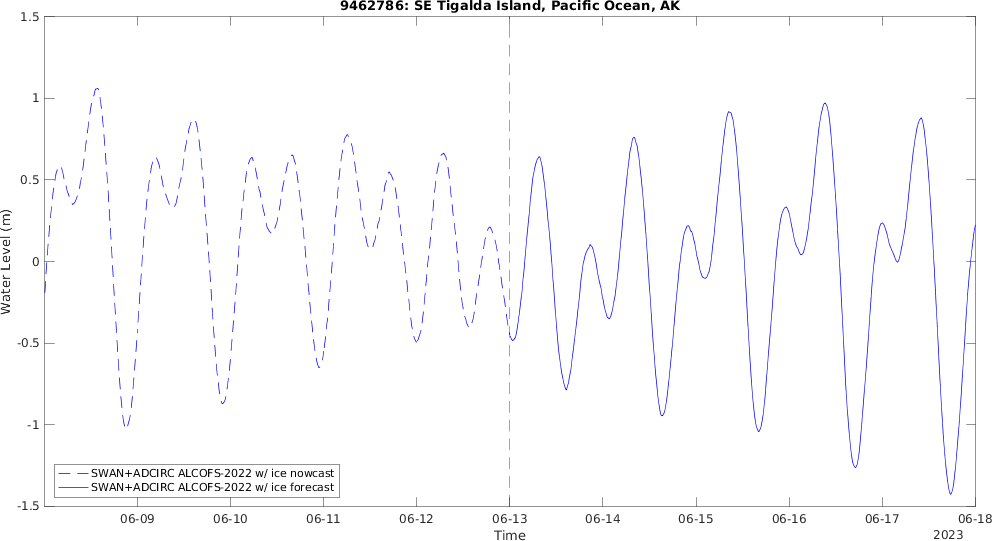 9462786: SE Tigalda Island, Pacific Ocean, AK
1.5
1
0.5
0
-0.5
-1
-1.5
Water Level (m)
SWAN+ADCIRC ALCOFS-2022 w/ ice nowcast
SWAN+ADCIRC ALCOFS-2022 w/ ice forecast
06-09 06-10 06-11 06-12 06-13 06-14 06-15 06-16 06-17 06-18
Time
2023